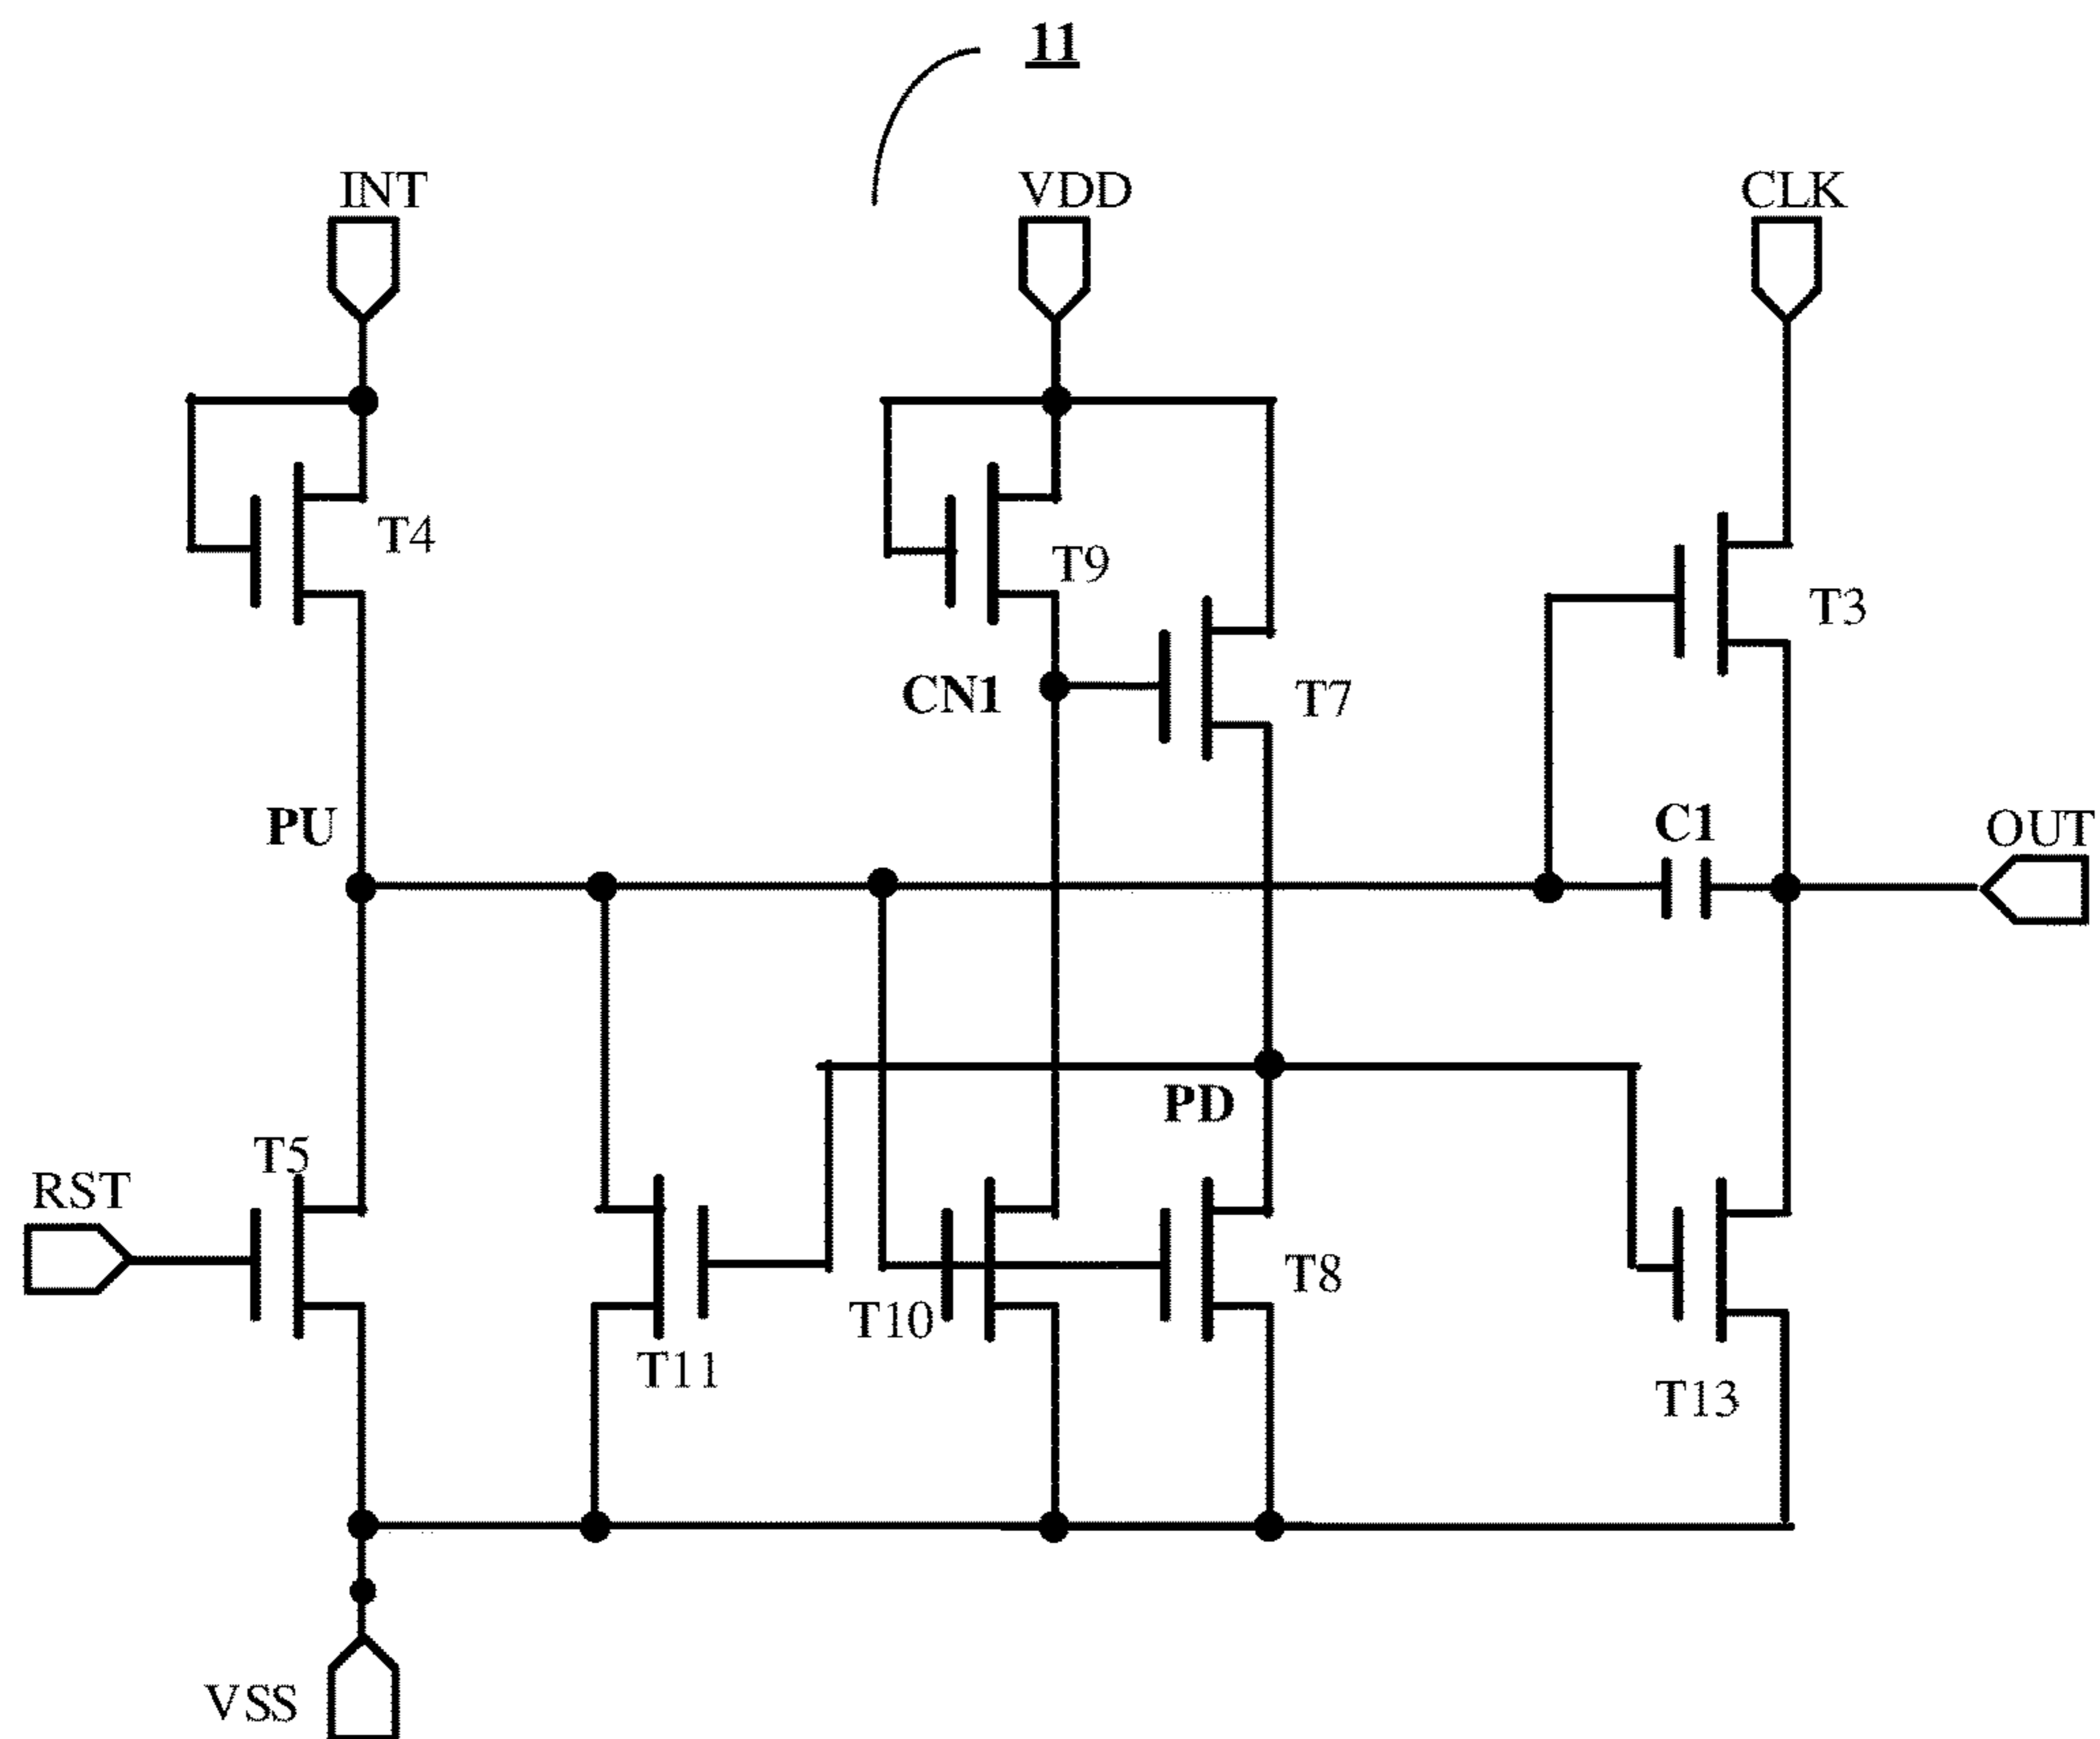 11
INT
VDD
CLK
T4
T9
T3
CN1
T7
PU
C1
OUT
PD
T5
RST
T8
T10
T11
T13
VSS